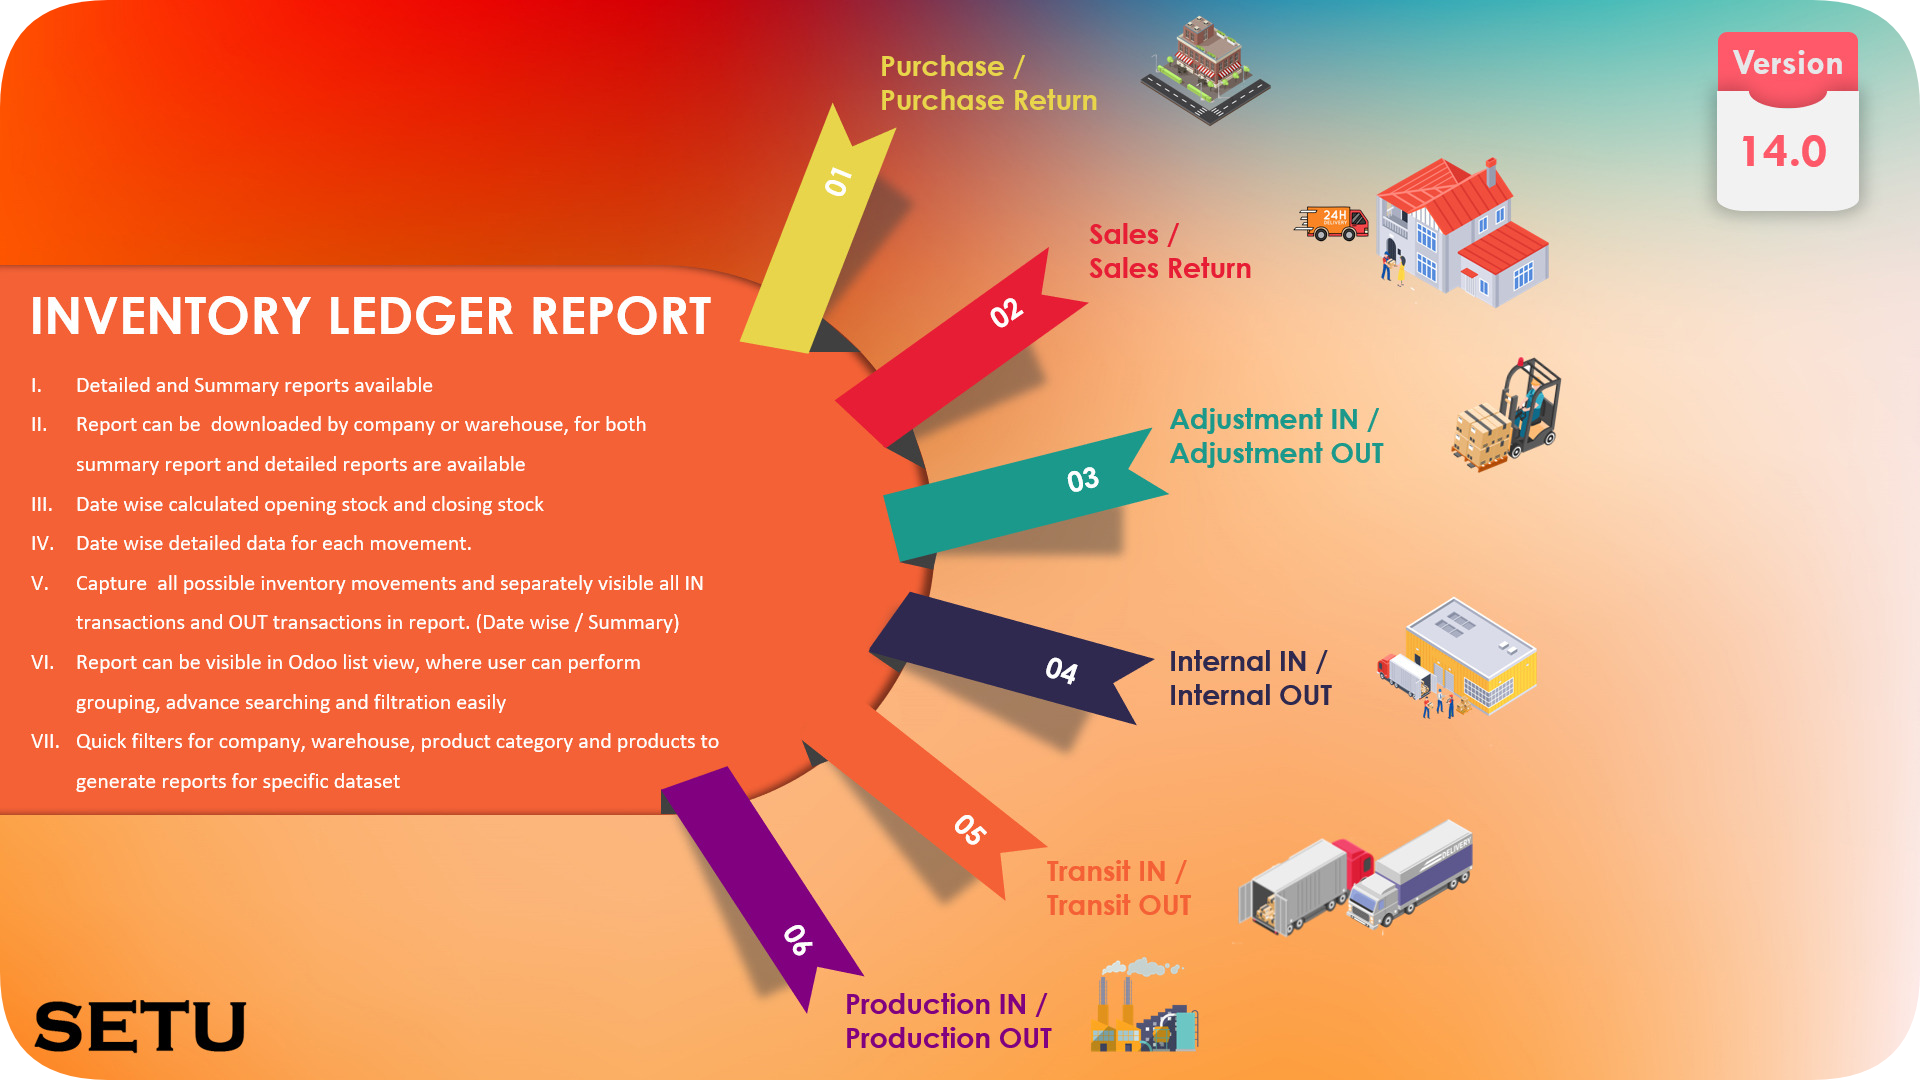 Purchase /
Purchase Return
Version
14.0
01
Sales /
Sales Return
24H
DELIVERY
02
INVENTORY LEDGER REPORT
I. Detailed and Summary reports available
II. Report can be  downloaded by company or warehouse, for both
summary report and detailed reports are available
III. Date wise calculated opening stock and closing stock
IV. Date wise detailed data for each movement.
V. Capture  all possible inventory movements and separately visible all IN
transactions and OUT transactions in report. (Date wise / Summary)
VI. Report can be visible in Odoo list view, where user can perform
grouping, advance searching and filtration easily
VII. Quick filters for company, warehouse, product category and products to
generate reports for specific dataset
Adjustment IN /
Adjustment OUT
03
04
Internal IN /
Internal OUT
05
Transit IN /
Transit OUT
DELIVERY
06
Production IN /
Production OUT
SETU